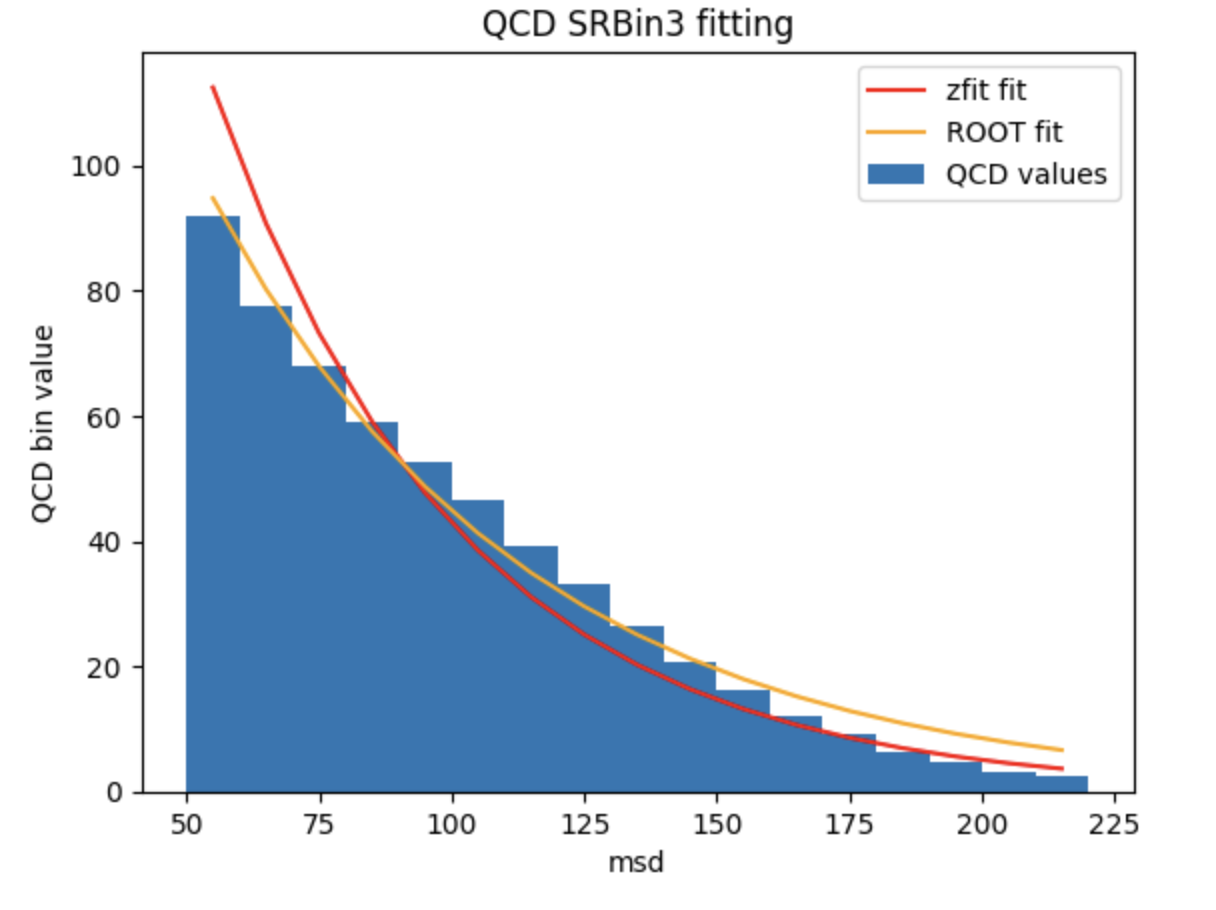 QCD SRBin3 fitting
zfit fit
ROOT fit
QCD values
QCD bin value
100
80
60
40
20
0
50 75 100 125 150 175 200 225
msd